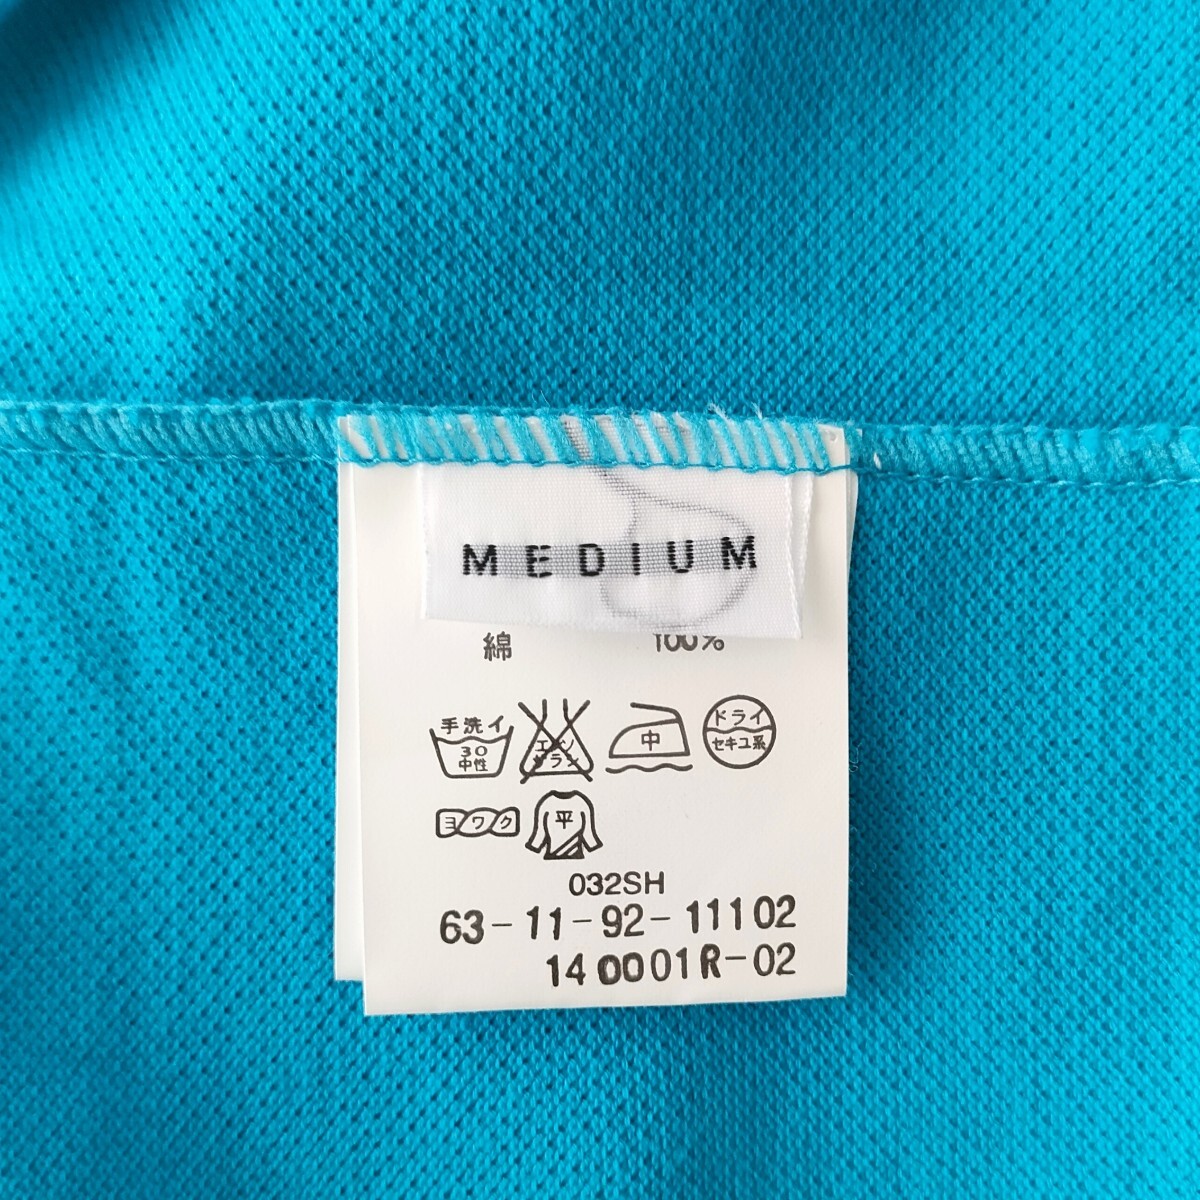 MEDIUM
綿 100%
手洗イ 30 中性
エンソ サラシ
中
ドライ セキユ系
ヨワク
平
032SH
63-11-92-11102
140001R-02